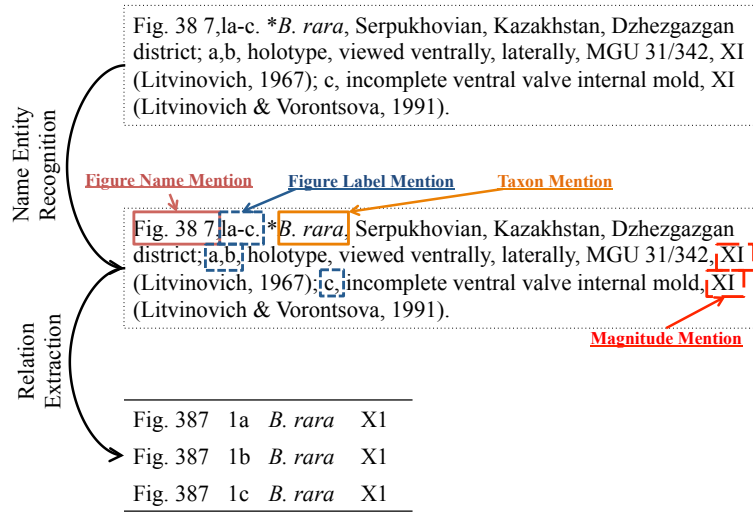 Fig. 38 7,la-c. *B. rara, Serpukhovian, Kazakhstan, Dzhezgazgan
district; a,b, holotype, viewed ventrally, laterally, MGU 31/342, XI
(Litvinovich, 1967); c, incomplete ventral valve internal mold, XI
(Litvinovich & Vorontsova, 1991).
Name Entity
Recognition
Figure Name Mention
Figure Label Mention
Taxon Mention
Fig. 38 7,la-c. *B. rara, Serpukhovian, Kazakhstan, Dzhezgazgan
district; a,b, holotype, viewed ventrally, laterally, MGU 31/342, XI
(Litvinovich, 1967); c, incomplete ventral valve internal mold, XI
(Litvinovich & Vorontsova, 1991).
Magnitude Mention
Relation
Extraction
Fig. 387 1a B. rara X1
Fig. 387 1b B. rara X1
Fig. 387 1c B. rara X1